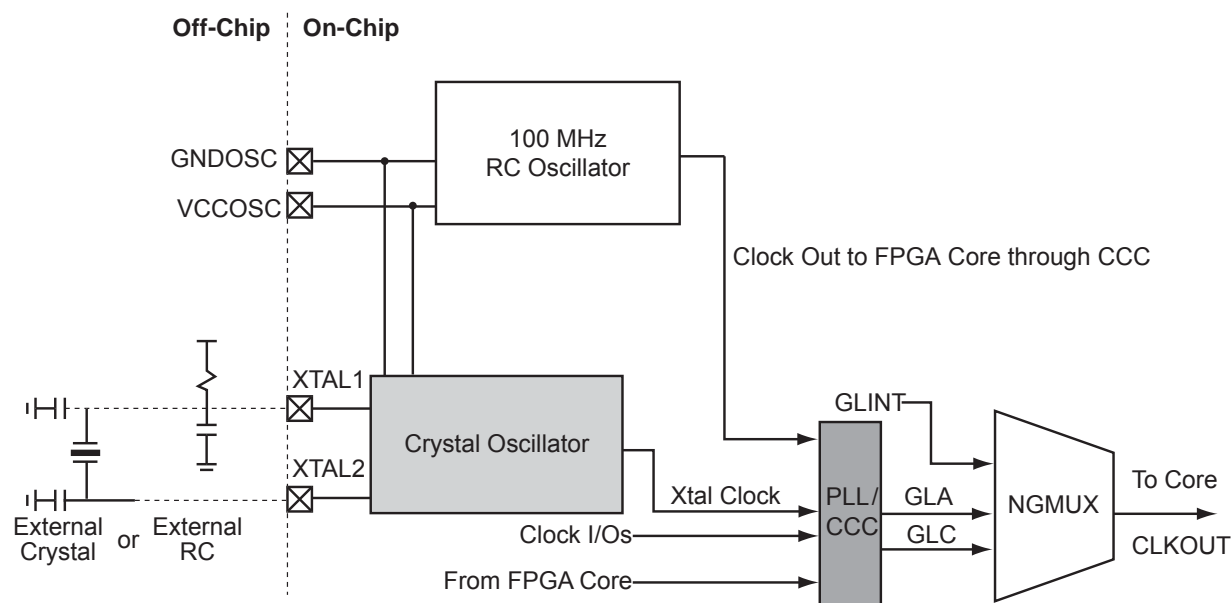 Off-Chip
On-Chip
100 MHz
RC Oscillator
GNDOSC
VCCOSC
Clock Out to FPGA Core through CCC
XTAL1
GLINT
Crystal Oscillator
XTAL2
To Core
Xtal Clock
PLL/
CCC
GLA
NGMUX
External
Crystal
or
External
RC
Clock I/Os
GLC
CLKOUT
From FPGA Core